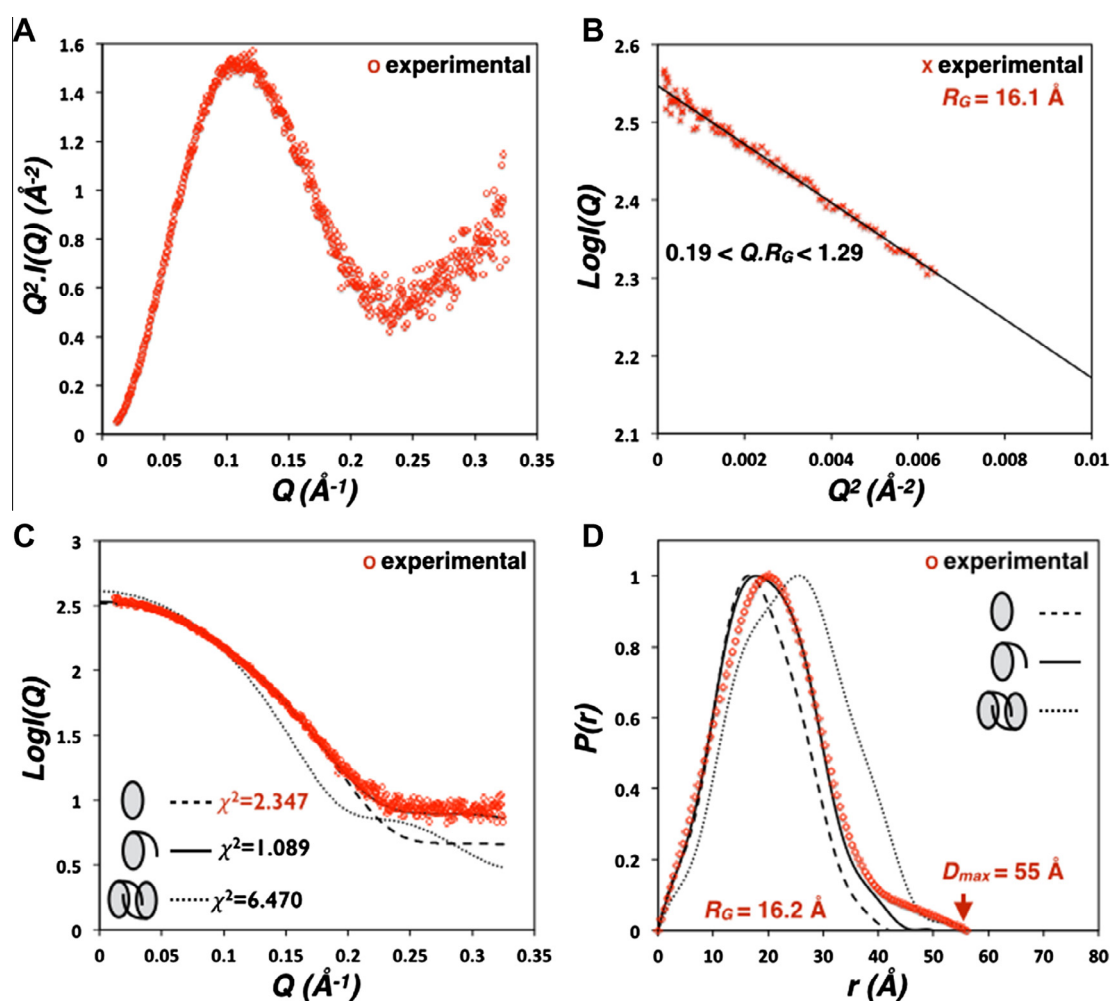 A
o experimental
1.6
1.4
1.2
1
0.8
0.6
0.4
0.2
0
0 0.05 0.1 0.15 0.2 0.25 0.3 0.35
Q².I(Q) (Å⁻²)
Q (Å⁻¹)
B
x experimental
R_G = 16.1 Å
2.6
2.5
2.4
2.3
2.2
2.1
0.19 < Q.R_G < 1.29
0 0.002 0.004 0.006 0.008 0.01
LogI(Q)
Q² (Å⁻²)
C
o experimental
3
2.5
2
1.5
1
0.5
0
χ²=2.347
χ²=1.089
χ²=6.470
0 0.05 0.10 0.15 0.20 0.25 0.30 0.35
LogI(Q)
Q (Å⁻¹)
D
o experimental
1
0.8
0.6
0.4
0.2
0
D_max = 55 Å
R_G = 16.2 Å
0 10 20 30 40 50 60 70 80
P(r)
r (Å)